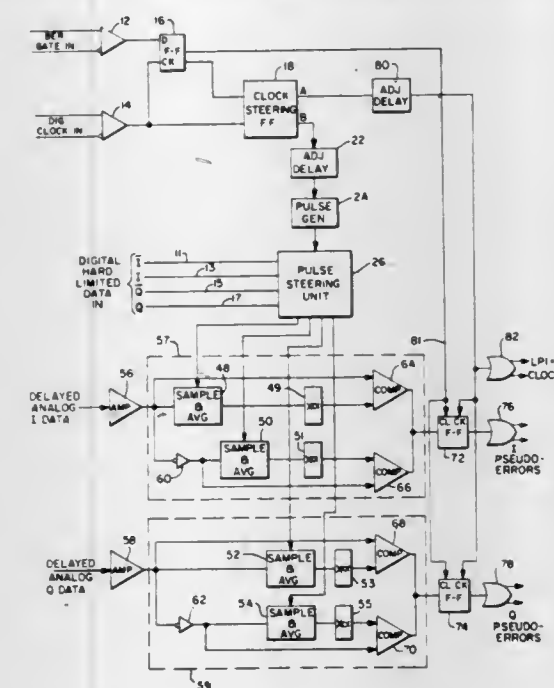 BER
GATE IN
12
16
D
F-F
CK
18
80
DIG
CLOCK IN
14
CLOCK
STEERING
F F
A
B
ADJ
DELAY
ADJ
DELAY
22
PULSE
GEN
2A
DIGITAL
HARD
LIMITED
DATA
IN
I
I
Q
Q
11
13
15
17
PULSE
STEERING
UNIT
26
57
81
82
LPI
CLOCK
56
48
49
64
DELAYED
ANALOG
I DATA
AMP
SAMPLE
&
AVG
COMP
76
50
51
CL CK
F-F
72
I
PSEUDO-
ERRORS
60
SAMPLE
&
AVG
COMP
66
58
68
DELAYED
ANALOG
Q DATA
AMP
52
SAMPLE
&
AVG
53
COMP
78
62
54
SAMPLE
&
AVG
55
COMP
70
CL CK
F-F
74
Q
PSEUDO-
ERRORS
59